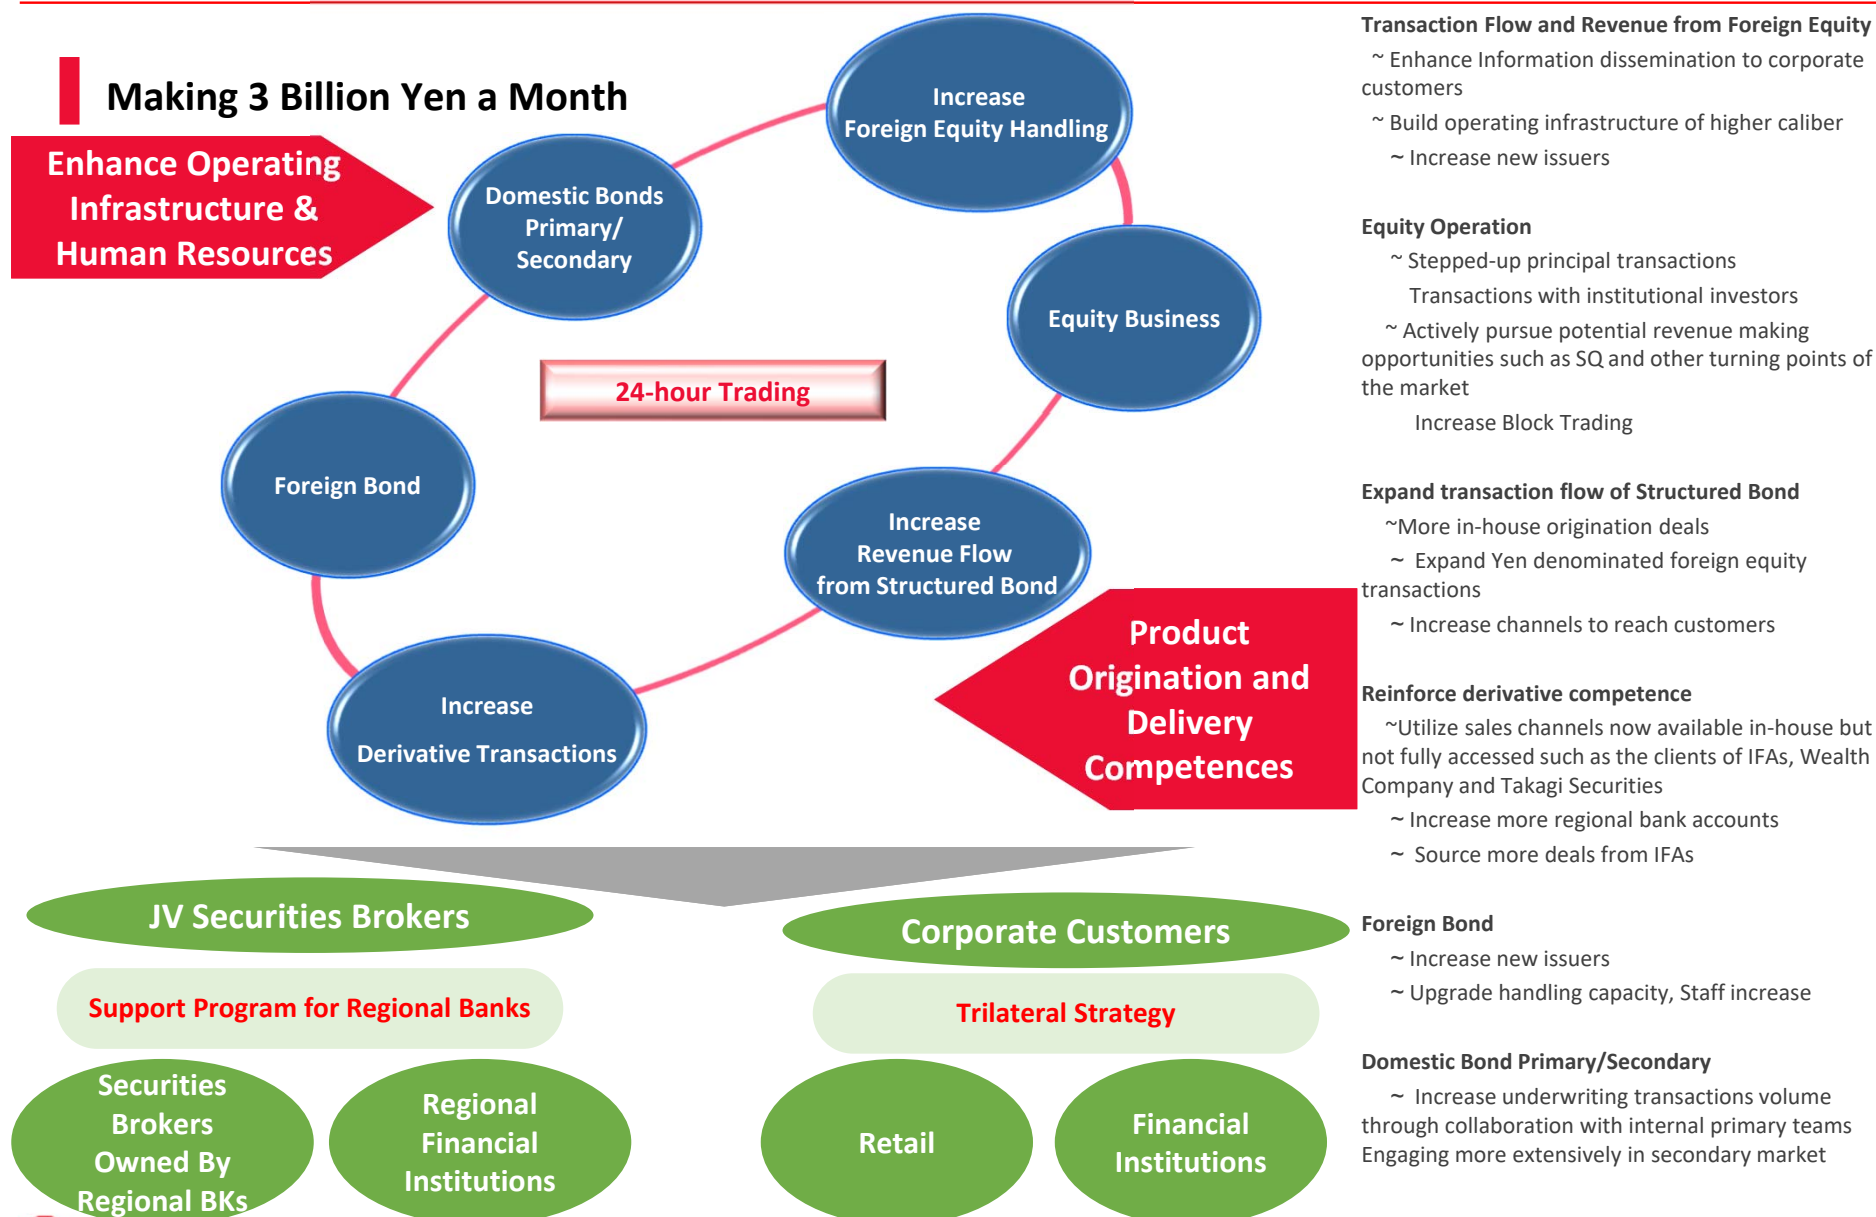 Making 3 Billion Yen a Month
Enhance Operating
Infrastructure &
Human Resources
Increase
Foreign Equity Handling
Domestic Bonds
Primary/
Secondary
Equity Business
24-hour Trading
Foreign Bond
Increase
Revenue Flow
from Structured Bond
Increase
Derivative Transactions
Product
Origination and
Delivery
Competences
JV Securities Brokers
Support Program for Regional Banks
Securities
Brokers
Owned By
Regional BKs
Regional
Financial
Institutions
Corporate Customers
Trilateral Strategy
Retail
Financial
Institutions
Transaction Flow and Revenue from Foreign Equity
~ Enhance Information dissemination to corporate
customers
~ Build operating infrastructure of higher caliber
~ Increase new issuers
Equity Operation
~ Stepped-up principal transactions
Transactions with institutional investors
~ Actively pursue potential revenue making
opportunities such as SQ and other turning points of
the market
Increase Block Trading
Expand transaction flow of Structured Bond
~More in-house origination deals
~ Expand Yen denominated foreign equity
transactions
~ Increase channels to reach customers
Reinforce derivative competence
~Utilize sales channels now available in-house but
not fully accessed such as the clients of IFAs, Wealth
Company and Takagi Securities
~ Increase more regional bank accounts
~ Source more deals from IFAs
Foreign Bond
~ Increase new issuers
~ Upgrade handling capacity, Staff increase
Domestic Bond Primary/Secondary
~ Increase underwriting transactions volume
through collaboration with internal primary teams
Engaging more extensively in secondary market